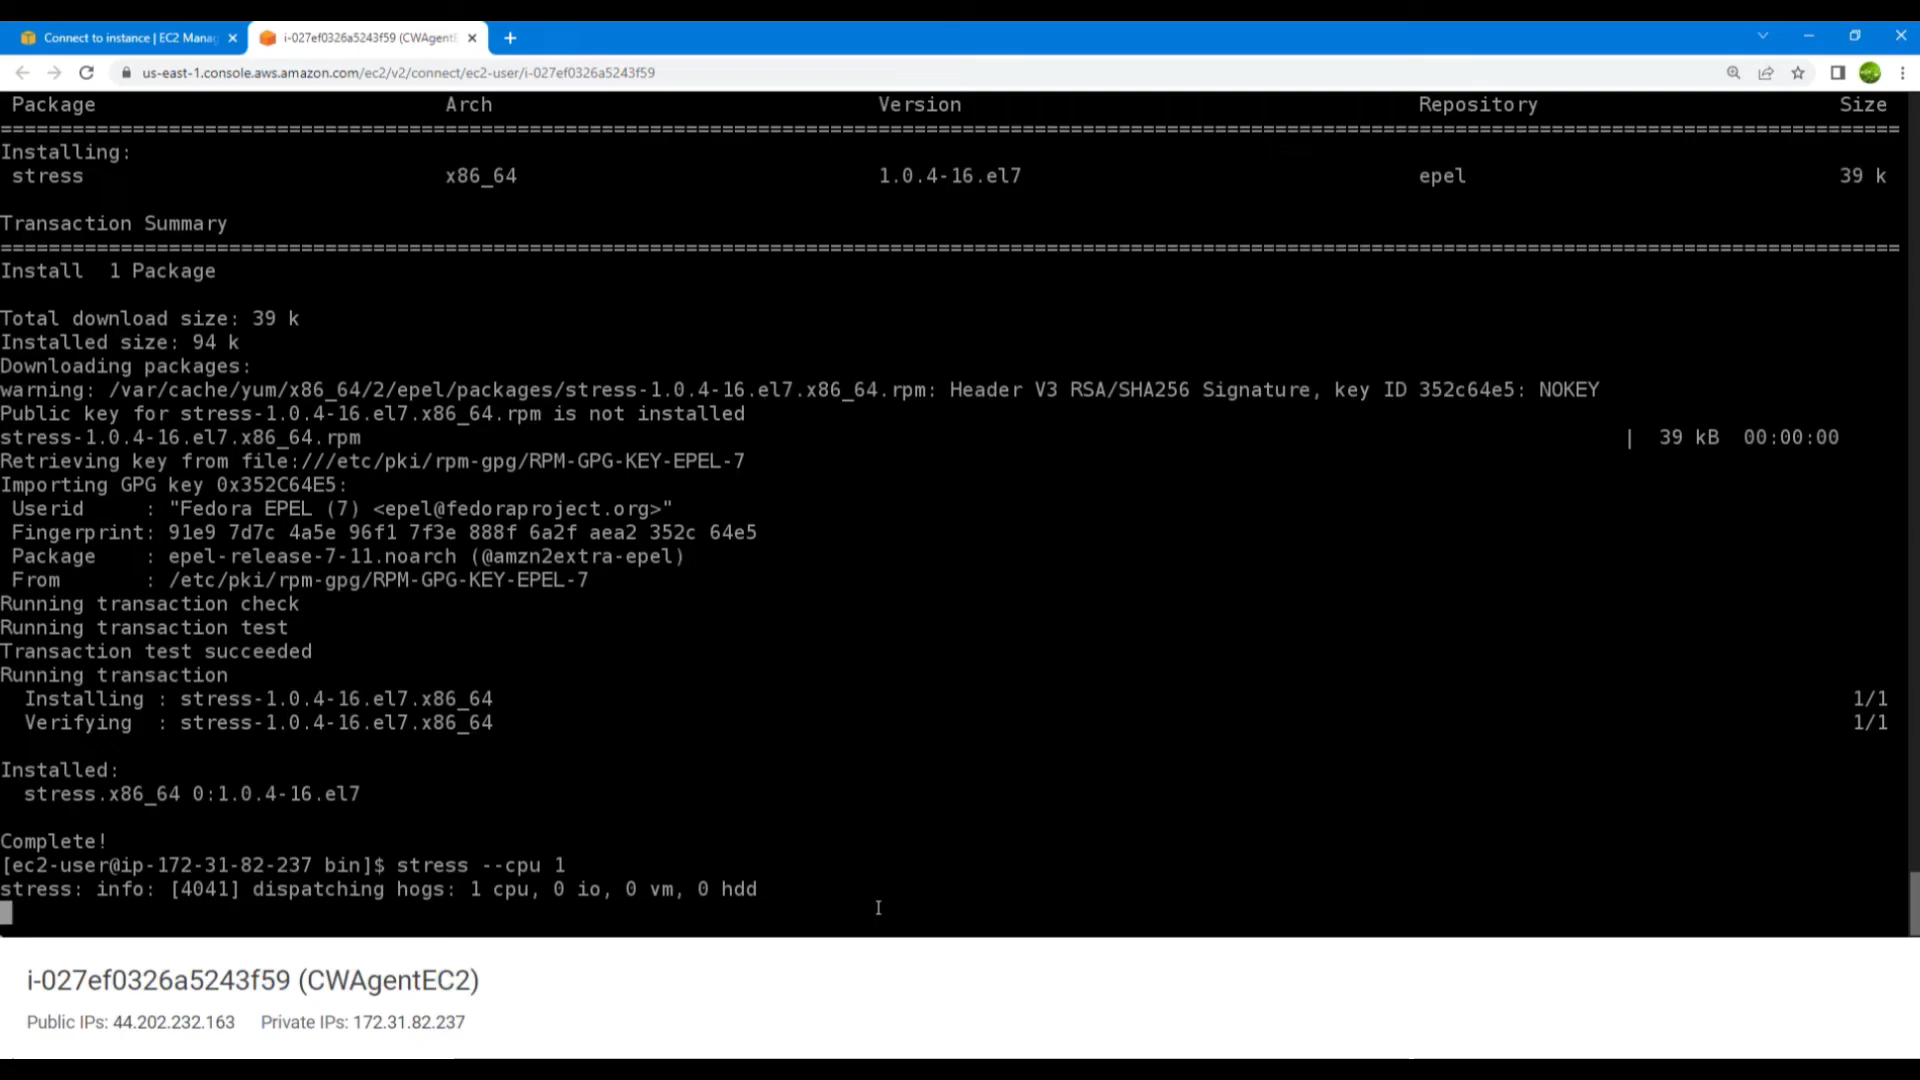 Connect to instance | EC2 Mana
i-027ef0326a5243f59 (CWAgentE
us-east-1.console.aws.amazon.com/ec2/v2/connect/ec2-user/i-027ef0326a5243f59
Package Arch Version Repository Size
================================================================================
Installing:
stress x86_64 1.0.4-16.el7 epel 39 k
Transaction Summary
================================================================================
Install 1 Package
Total download size: 39 k
Installed size: 94 k
Downloading packages:
warning: /var/cache/yum/x86_64/2/epel/packages/stress-1.0.4-16.el7.x86_64.rpm: Header V3 RSA/SHA256 Signature, key ID 352c64e5: NOKEY
Public key for stress-1.0.4-16.el7.x86_64.rpm is not installed
stress-1.0.4-16.el7.x86_64.rpm | 39 kB 00:00:00
Retrieving key from file:///etc/pki/rpm-gpg/RPM-GPG-KEY-EPEL-7
Importing GPG key 0x352C64E5:
Userid : "Fedora EPEL (7) <epel@fedoraproject.org>"
Fingerprint: 91e9 7d7c 4a5e 96f1 7f3e 888f 6a2f aea2 352c 64e5
Package : epel-release-7-11.noarch (@amzn2extra-epel)
From : /etc/pki/rpm-gpg/RPM-GPG-KEY-EPEL-7
Running transaction check
Running transaction test
Transaction test succeeded
Running transaction
Installing : stress-1.0.4-16.el7.x86_64 1/1
Verifying : stress-1.0.4-16.el7.x86_64 1/1
Installed:
stress.x86_64 0:1.0.4-16.el7
Complete!
[ec2-user@ip-172-31-82-237 bin]$ stress --cpu 1
stress: info: [4041] dispatching hogs: 1 cpu, 0 io, 0 vm, 0 hdd
i-027ef0326a5243f59 (CWAgentEC2)
Public IPs: 44.202.232.163 Private IPs: 172.31.82.237